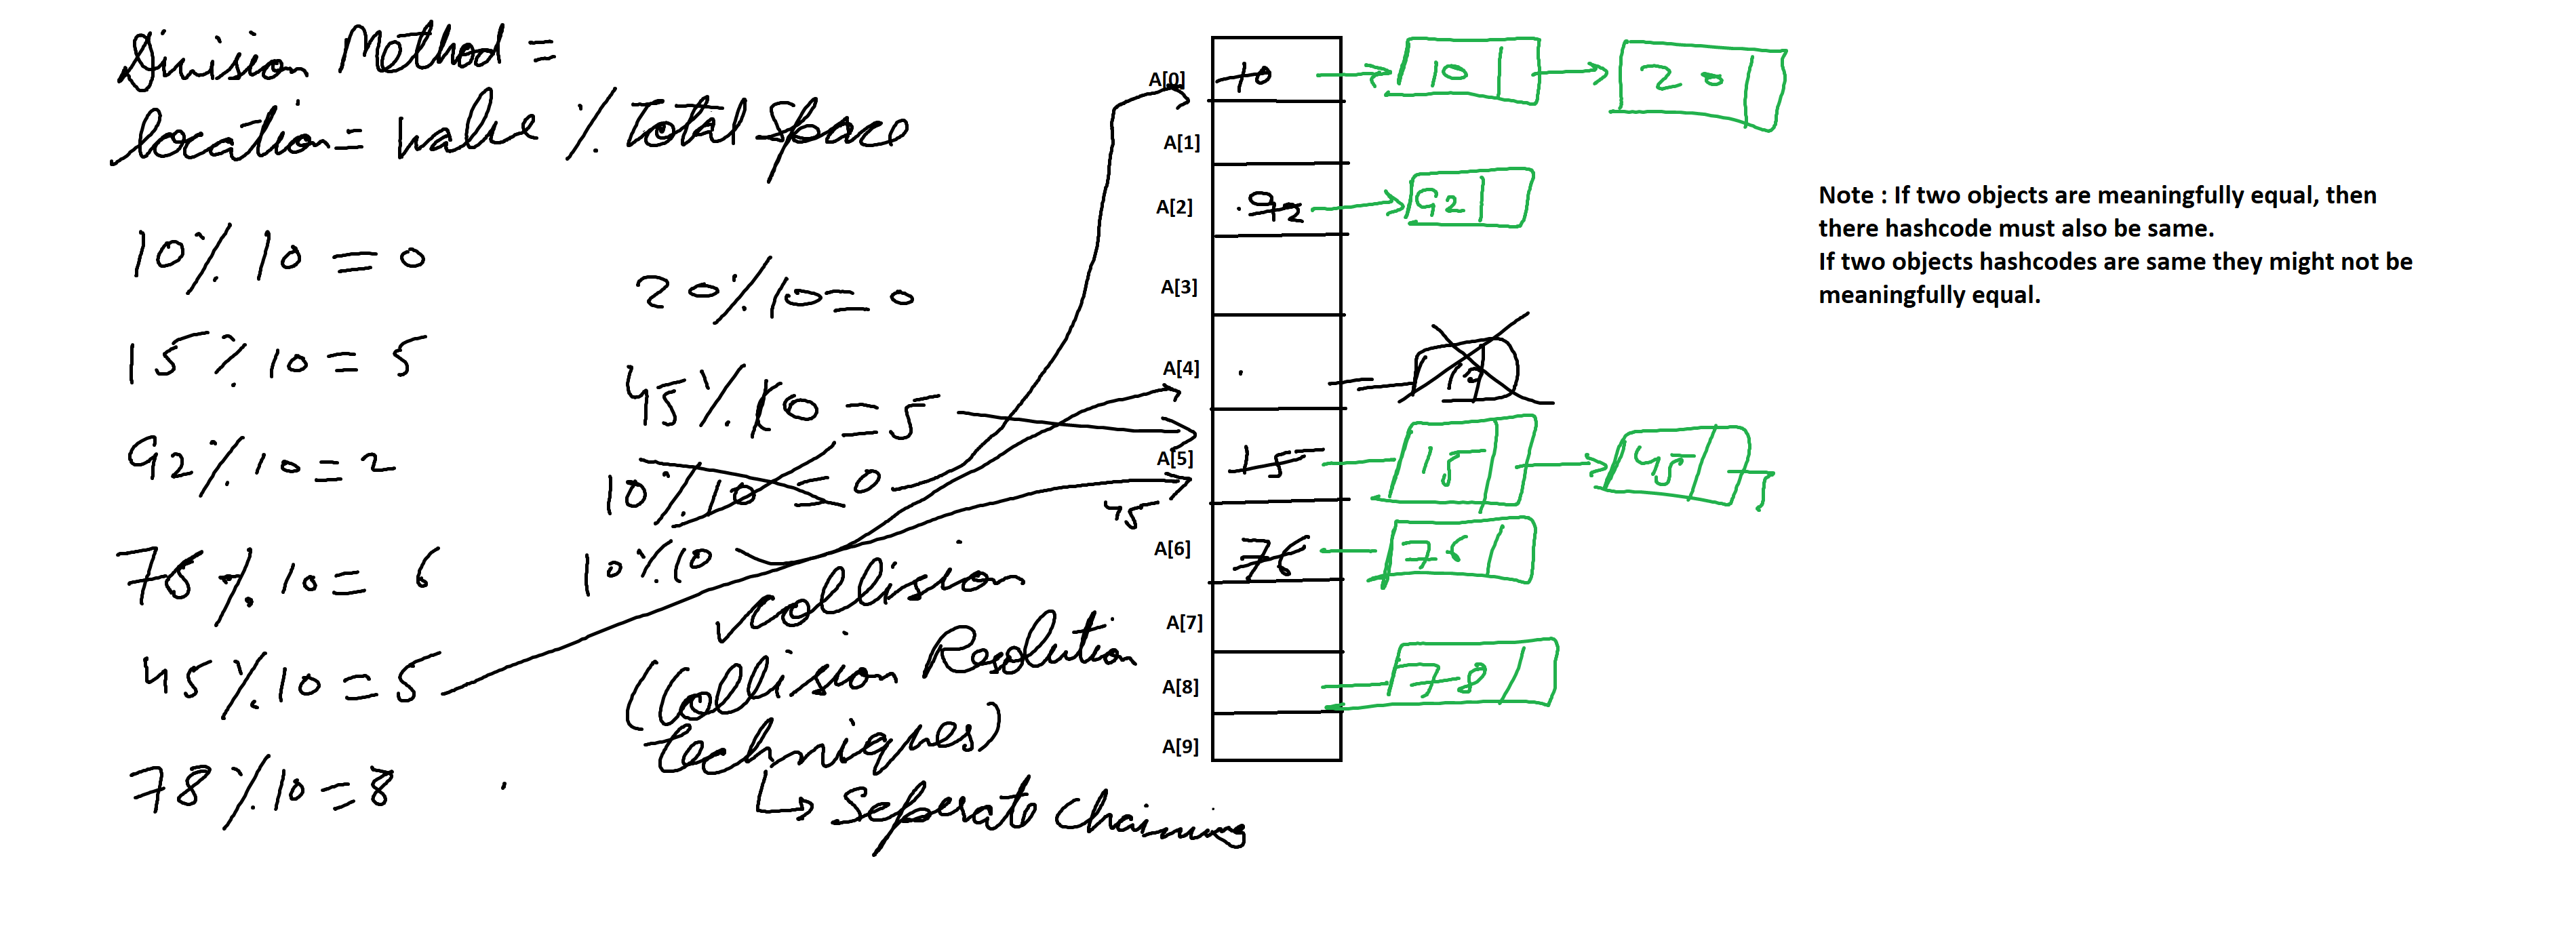 Division Method =
location = value % Total Space
10 % 10 = 0
15 % 10 = 5
92 % 10 = 2
76 % 10 = 6
45 % 10 = 5
78 % 10 = 8
20 % 10 = 0
45 % 10 = 5
10 % 10 = 0
10 % 10
collision
(Collision Resolution
techniques)
↳ Seperate Chaining
45
A[0] 10 10 20
A[1]
A[2] 92 92
A[3]
A[4]
A[5] 15 15 45
A[6] 76 76
A[7]
A[8] 78
A[9]
Note : If two objects are meaningfully equal, then
there hashcode must also be same.
If two objects hashcodes are same they might not be
meaningfully equal.